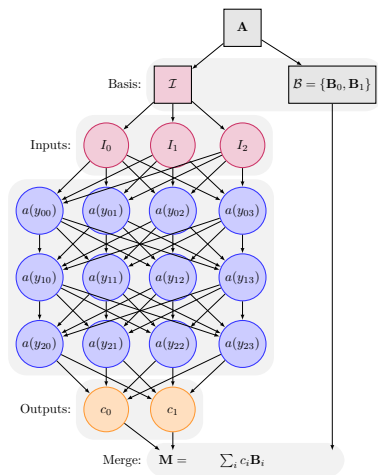 A
Basis: 𝓘 𝓑 = {B₀, B₁}
Inputs: I₀ I₁ I₂
a(y₀₀) a(y₀₁) a(y₀₂) a(y₀₃)
a(y₁₀) a(y₁₁) a(y₁₂) a(y₁₃)
a(y₂₀) a(y₂₁) a(y₂₂) a(y₂₃)
Outputs: c₀ c₁
Merge: M = ∑ᵢ cᵢBᵢ